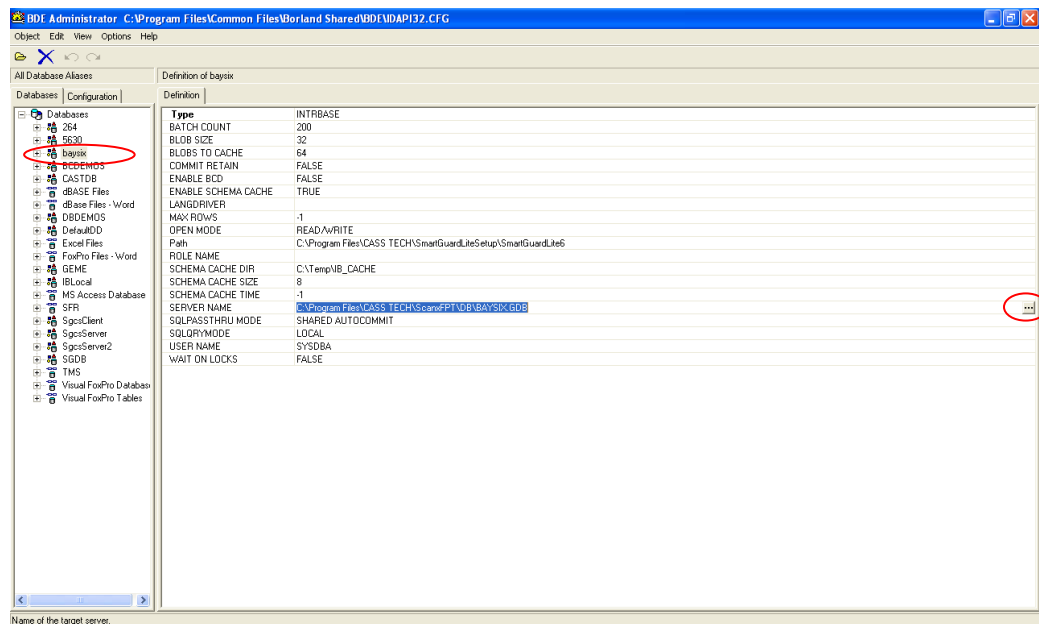 BDE Administrator C:\Program Files\Common Files\Borland Shared\BDE\IDAPI32.CFG
Object Edit View Options Help
All Database Aliases Definition of baysix
Databases Configuration Definition
Databases
264
5630
baysix
BCDEMOS
CASTDB
dBASE Files
dBase Files - Word
DBDEMOS
DefaultDD
Excel Files
FoxPro Files - Word
GEME
IBLocal
MS Access Database
SFR
SgcsClient
SgcsServer
SgcsServer2
SGDB
TMS
Visual FoxPro Databas
Visual FoxPro Tables
Type INTRBASE
BATCH COUNT 200
BLOB SIZE 32
BLOBS TO CACHE 64
COMMIT RETAIN FALSE
ENABLE BCD FALSE
ENABLE SCHEMA CACHE TRUE
LANGDRIVER
MAX ROWS -1
OPEN MODE READ/WRITE
Path C:\Program Files\CASS TECH\SmartGuardLiteSetup\SmartGuardLite6
ROLE NAME
SCHEMA CACHE DIR C:\Temp\IB_CACHE
SCHEMA CACHE SIZE 8
SCHEMA CACHE TIME -1
SERVER NAME C:\Program Files\CASS TECH\ScanxFPT\DB\BAYSIX.GDB
SQLPASSTHRU MODE SHARED AUTOCOMMIT
SQLQRYMODE LOCAL
USER NAME SYSDBA
WAIT ON LOCKS FALSE
Name of the target server.